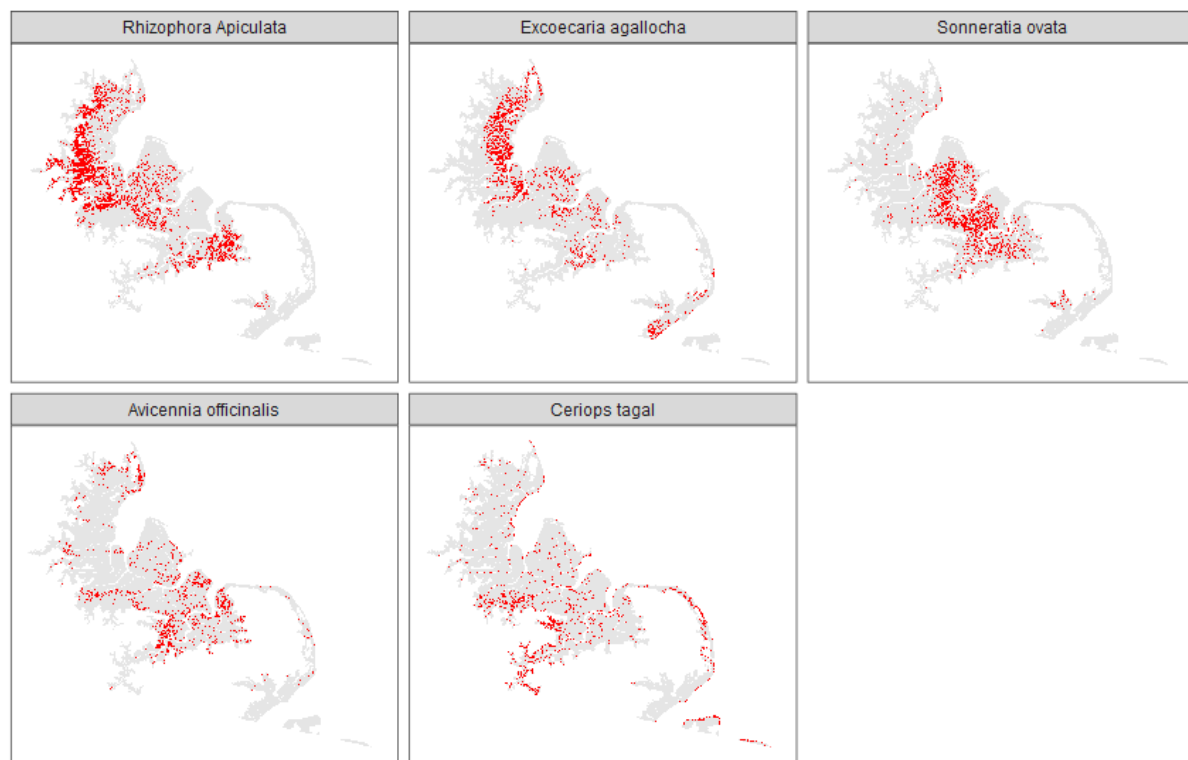 Rhizophora Apiculata
Excoecaria agallocha
Sonneratia ovata
Avicennia officinalis
Ceriops tagal